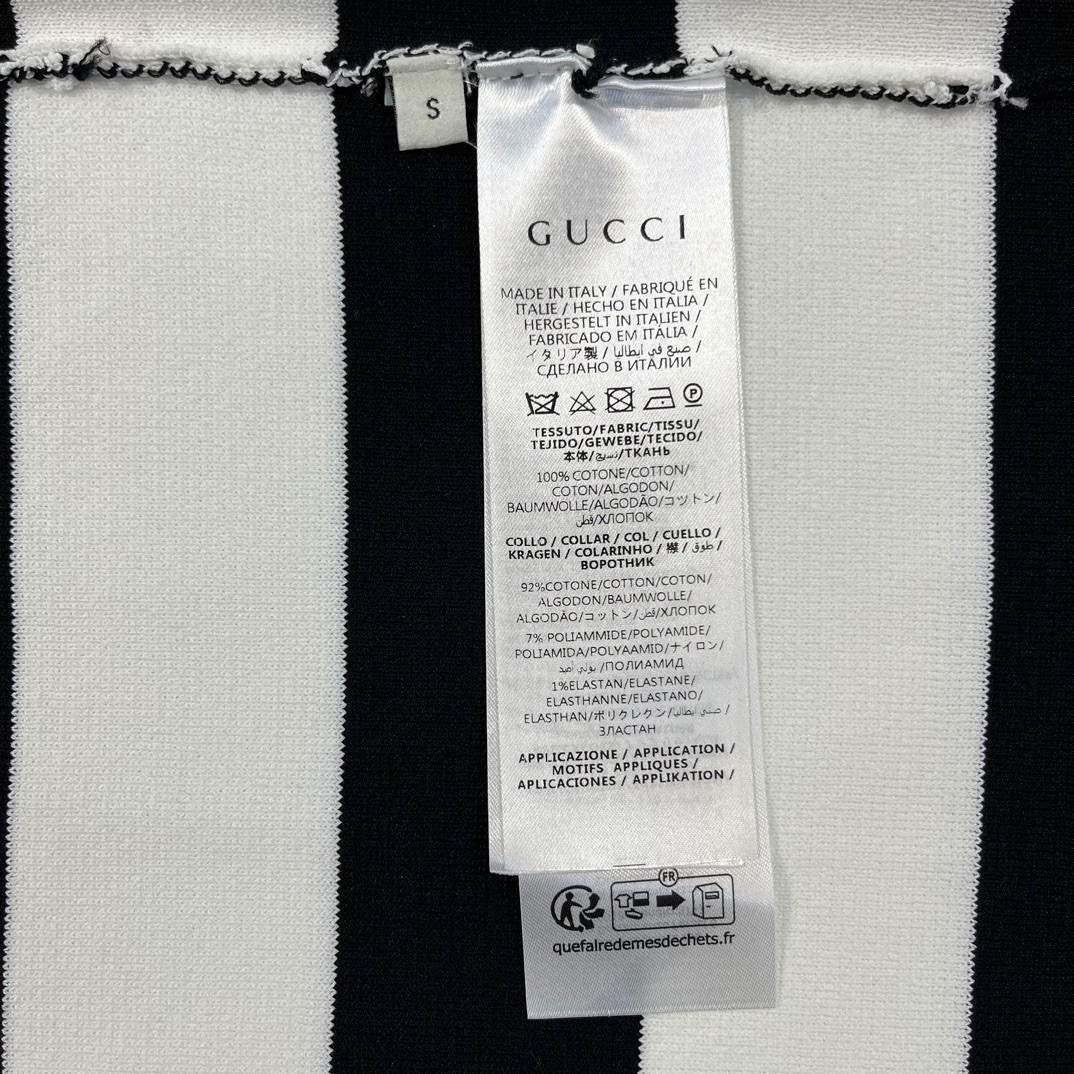 S
GUCCI
MADE IN ITALY / FABRIQUÉ EN
ITALIE / HECHO EN ITALIA /
HERGESTELT IN ITALIEN /
FABRICADO EM ITÁLIA /
イタリア製 / صنع في ايطاليا /
СДЕЛАНО В ИТАЛИИ
P
TESSUTO/FABRIC/TISSU/
TEJIDO/GEWEBE/TECIDO/
本体/نسيج/ТКАНЬ
100% COTONE/COTTON/
COTON/ALGODON/
BAUMWOLLE/ALGODÃO/コットン/
قطن/ХЛОПОК
COLLO / COLLAR / COL / CUELLO /
KRAGEN / COLARINHO / 襟 / طوق /
ВОРОТНИК
92%COTONE/COTTON/COTON/
ALGODON/BAUMWOLLE/
ALGODÃO/コットン/قطن/ХЛОПОК
7% POLIAMMIDE/POLYAMIDE/
POLIAMIDA/POLYAAMID/ナイロン/
/ПОЛИАМИД
1%ELASTAN/ELASTANE/
ELASTHANNE/ELASTANO/
ELASTHAN/ポリクレクン/ /
ЗЛАСТАН
APPLICAZIONE / APPLICATION /
MOTIFS APPLIQUES /
APLICACIONES / APPLIKATION /
FR
quefairedemesdechets.fr